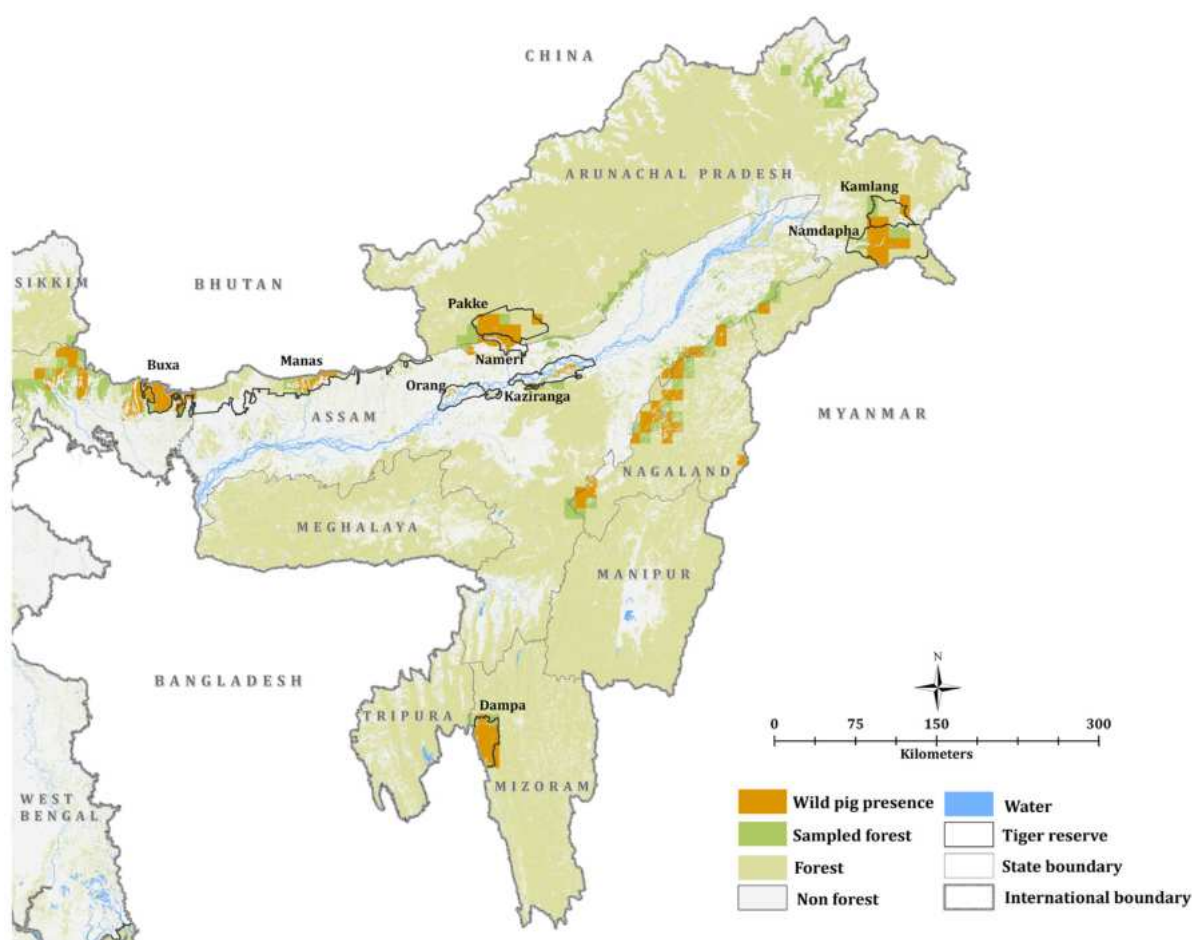 CHINA
ARUNACHAL PRADESH
Kamlang
Namdapha
SIKKIM
BHUTAN
Pakke
Buxa
Manas
Nameri
Orang
Kaziranga
ASSAM
MYANMAR
NAGALAND
MEGHALAYA
MANIPUR
BANGLADESH
TRIPURA
Dampa
MIZORAM
WEST
BENGAL
N
0 75 150 300
Kilometers
Wild pig presence
Sampled forest
Forest
Non forest
Water
Tiger reserve
State boundary
International boundary